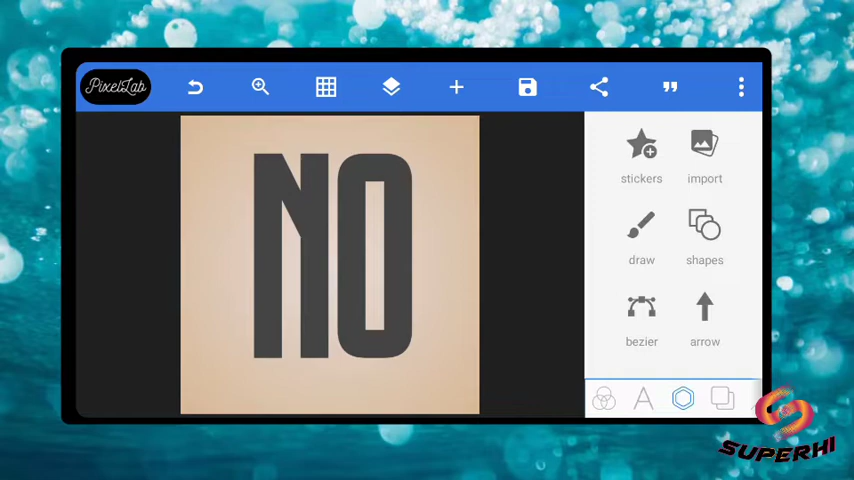 PixelLab
NO
stickers import
draw shapes
bezier arrow
SUPERHI